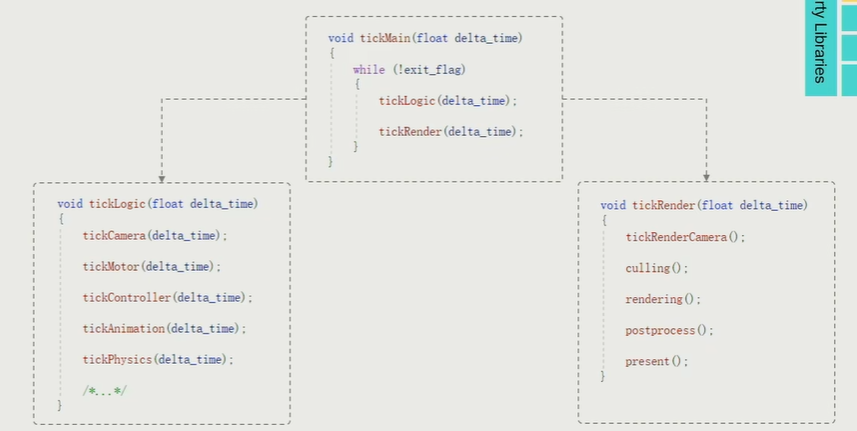 void tickMain(float delta_time)
{
while (!exit_flag)
{
tickLogic(delta_time);
tickRender(delta_time);
}
}
void tickLogic(float delta_time)
{
tickCamera(delta_time);
tickMotor(delta_time);
tickController(delta_time);
tickAnimation(delta_time);
tickPhysics(delta_time);
/*...*/
}
void tickRender(float delta_time)
{
tickRenderCamera();
culling();
rendering();
postprocess();
present();
}
rty Libraries